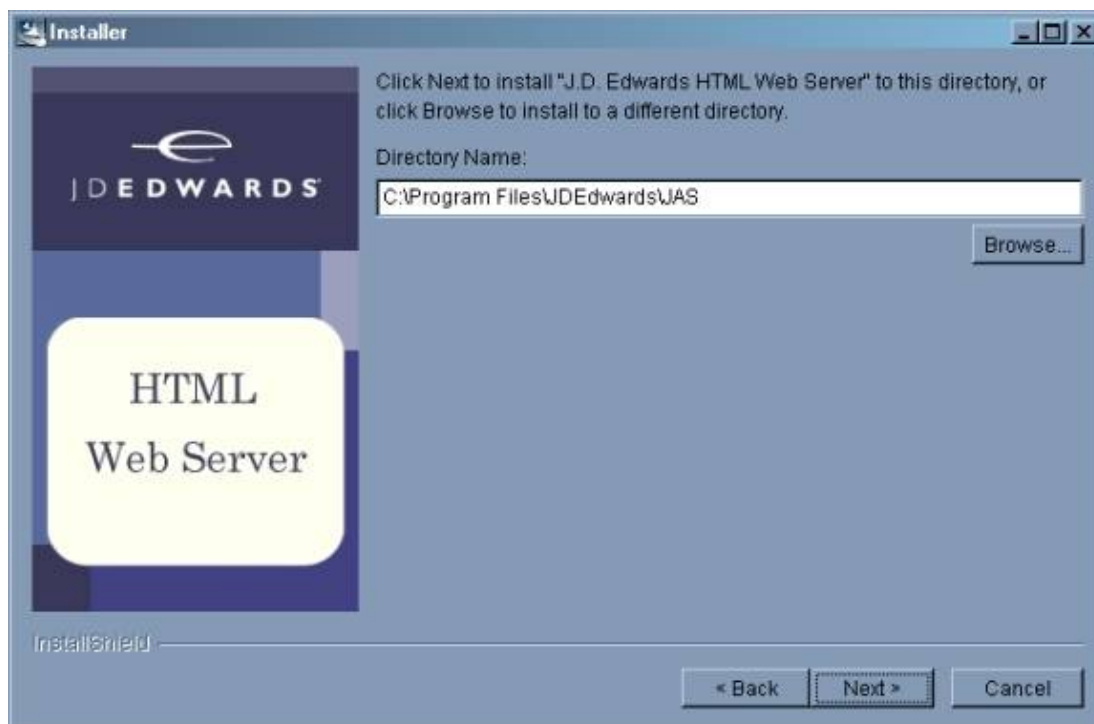 Installer
Click Next to install "J.D. Edwards HTML Web Server" to this directory, or
click Browse to install to a different directory.
Directory Name:
C:\Program Files\JDEdwards\JAS
Browse...
JDEDWARDS
HTML
Web Server
InstallShield
< Back
Next >
Cancel